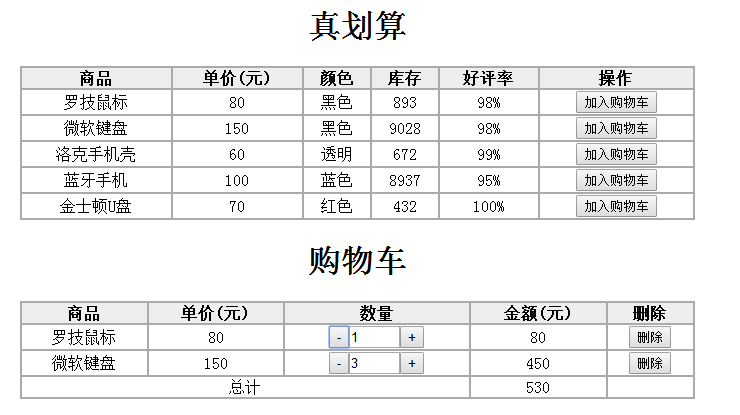 真划算
商品 单价(元) 颜色 库存 好评率 操作
罗技鼠标 80 黑色 893 98% 加入购物车
微软键盘 150 黑色 9028 98% 加入购物车
洛克手机壳 60 透明 672 99% 加入购物车
蓝牙手机 100 蓝色 8937 95% 加入购物车
金士顿U盘 70 红色 432 100% 加入购物车
购物车
商品 单价(元) 数量 金额(元) 删除
罗技鼠标 80 - 1 + 80 删除
微软键盘 150 - 3 + 450 删除
总计 530